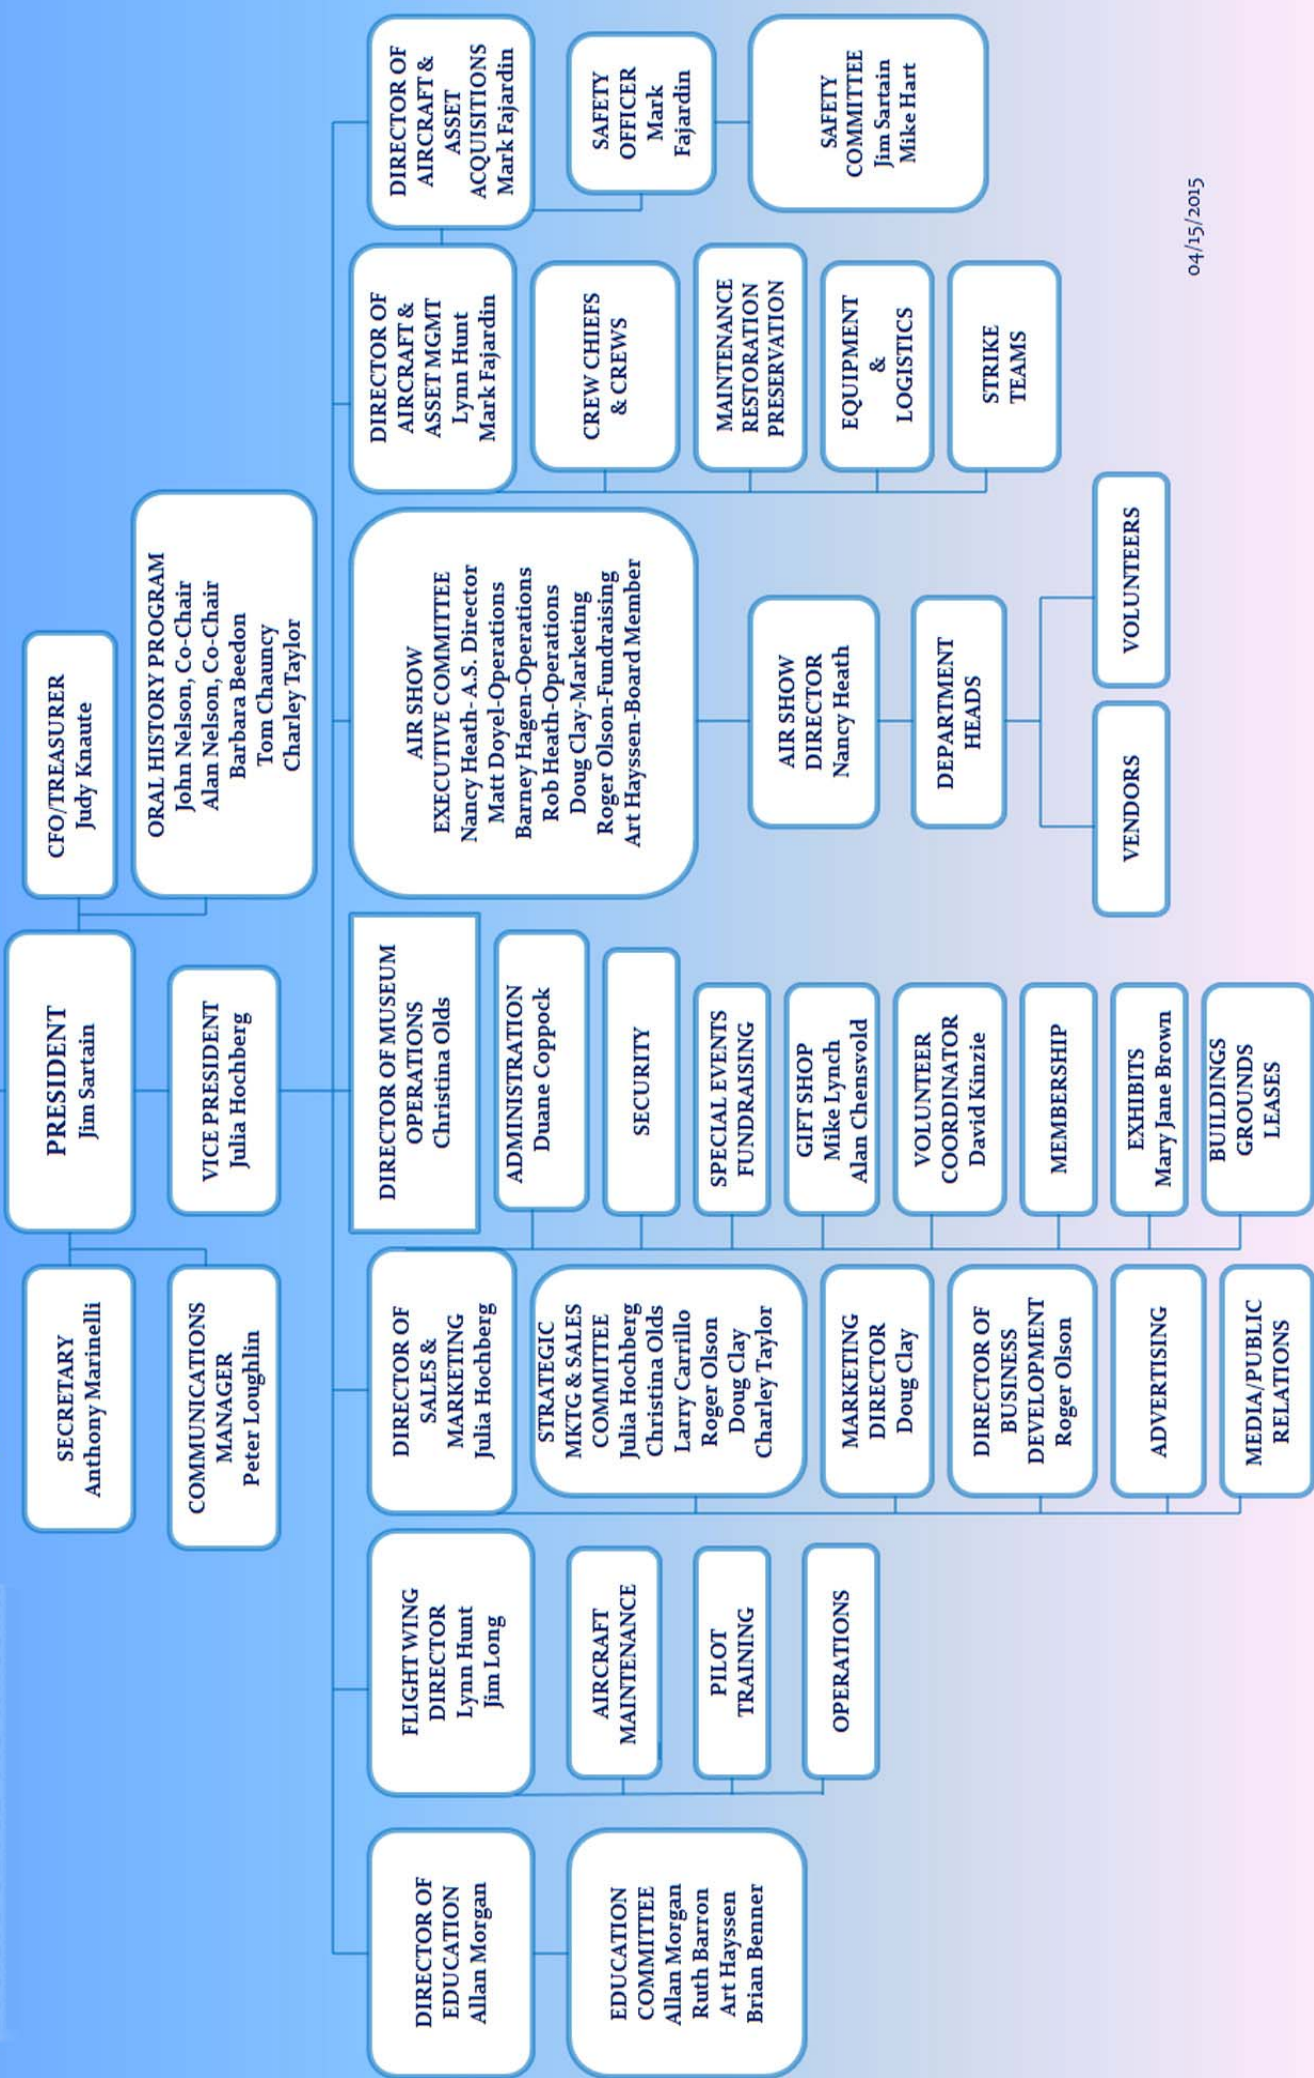 PRESIDENT
Jim Sartain
SECRETARY
Anthony Marinelli
CFO/TREASURER
Judy Knaute
COMMUNICATIONS
MANAGER
Peter Loughlin
VICE PRESIDENT
Julia Hochberg
ORAL HISTORY PROGRAM
John Nelson, Co-Chair
Alan Nelson, Co-Chair
Barbara Beedon
Tom Chauncy
Charley Taylor
DIRECTOR OF
EDUCATION
Allan Morgan
EDUCATION
COMMITTEE
Allan Morgan
Ruth Barron
Art Hayssen
Brian Benner
FLIGHT WING
DIRECTOR
Lynn Hunt
Jim Long
AIRCRAFT
MAINTENANCE
PILOT
TRAINING
OPERATIONS
DIRECTOR OF
SALES &
MARKETING
Julia Hochberg
STRATEGIC
MKTG & SALES
COMMITTEE
Julia Hochberg
Christina Olds
Larry Carrillo
Roger Olson
Doug Clay
Charley Taylor
MARKETING
DIRECTOR
Doug Clay
DIRECTOR OF
BUSINESS
DEVELOPMENT
Roger Olson
ADVERTISING
MEDIA/PUBLIC
RELATIONS
DIRECTOR OF MUSEUM
OPERATIONS
Christina Olds
ADMINISTRATION
Duane Coppock
SECURITY
SPECIAL EVENTS
FUNDRAISING
GIFT SHOP
Mike Lynch
Alan Chensvold
VOLUNTEER
COORDINATOR
David Kinzie
MEMBERSHIP
EXHIBITS
Mary Jane Brown
BUILDINGS
GROUNDS
LEASES
AIR SHOW
EXECUTIVE COMMITTEE
Nancy Heath- A.S. Director
Matt Doyel-Operations
Barney Hagen-Operations
Rob Heath-Operations
Doug Clay-Marketing
Roger Olson-Fundraising
Art Hayssen-Board Member
AIR SHOW
DIRECTOR
Nancy Heath
DEPARTMENT
HEADS
VENDORS
VOLUNTEERS
DIRECTOR OF
AIRCRAFT &
ASSET MGMT
Lynn Hunt
Mark Fajardin
CREW CHIEFS
& CREWS
MAINTENANCE
RESTORATION
PRESERVATION
EQUIPMENT
&
LOGISTICS
STRIKE
TEAMS
DIRECTOR OF
AIRCRAFT &
ASSET
ACQUISITIONS
Mark Fajardin
SAFETY
OFFICER
Mark
Fajardin
SAFETY
COMMITTEE
Jim Sartain
Mike Hart
04/15/2015